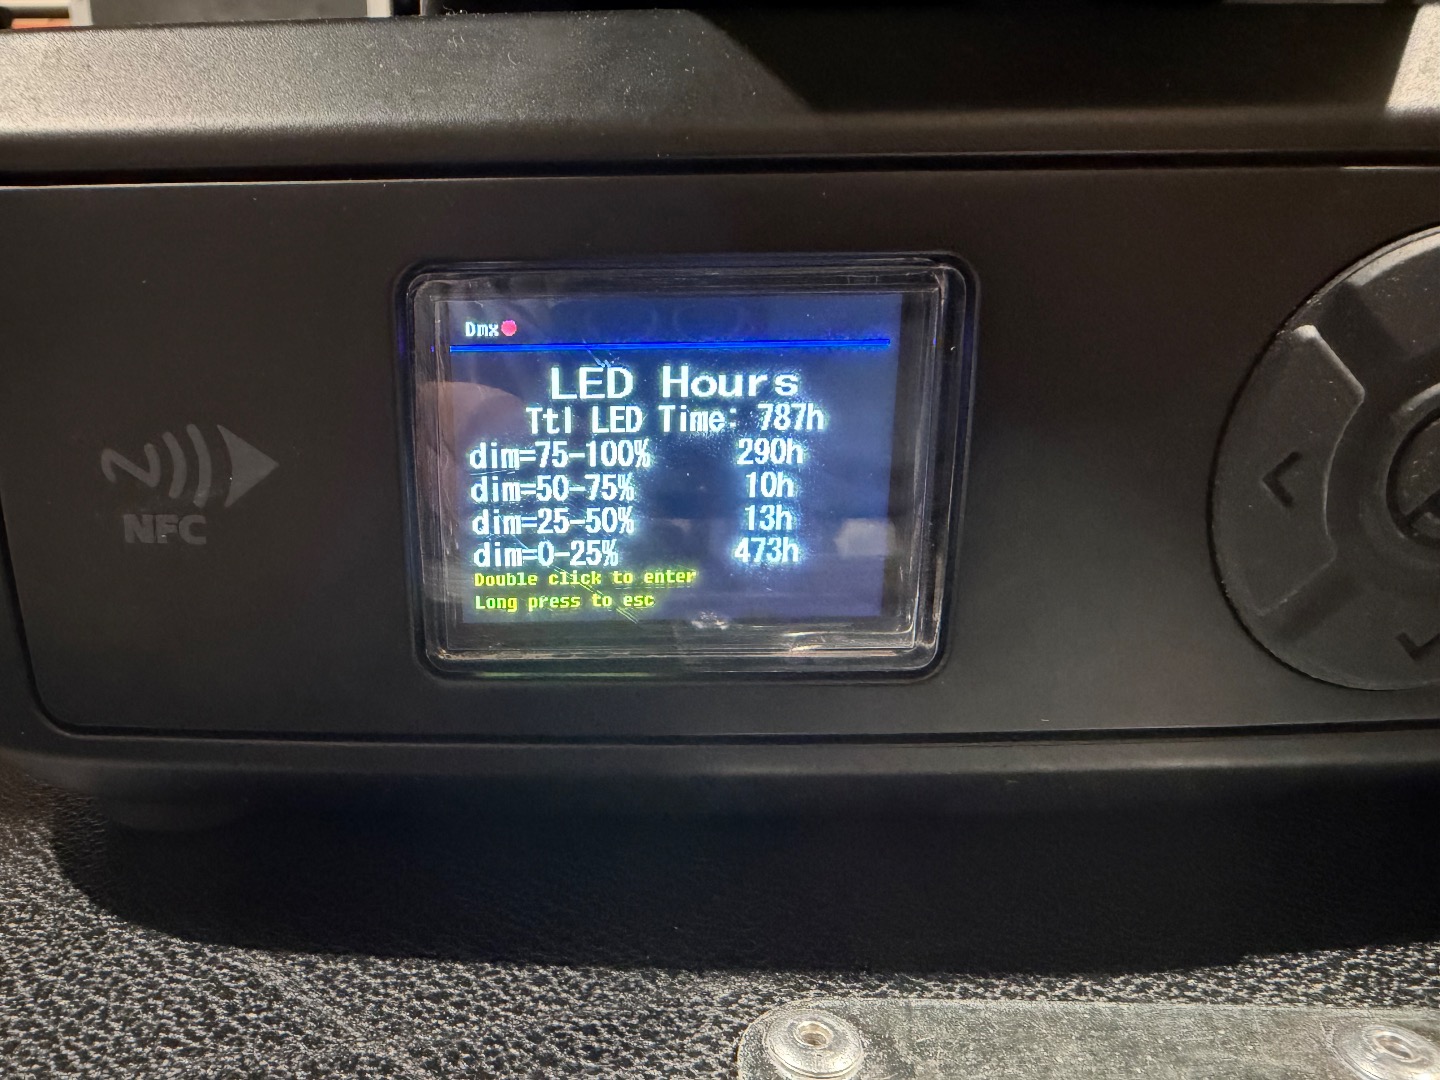 Dmx
LED Hours
Ttl LED Time: 787h
dim=75-100% 290h
dim=50-75% 10h
dim=25-50% 13h
dim=0-25% 473h
Double click to enter
Long press to esc
NFC